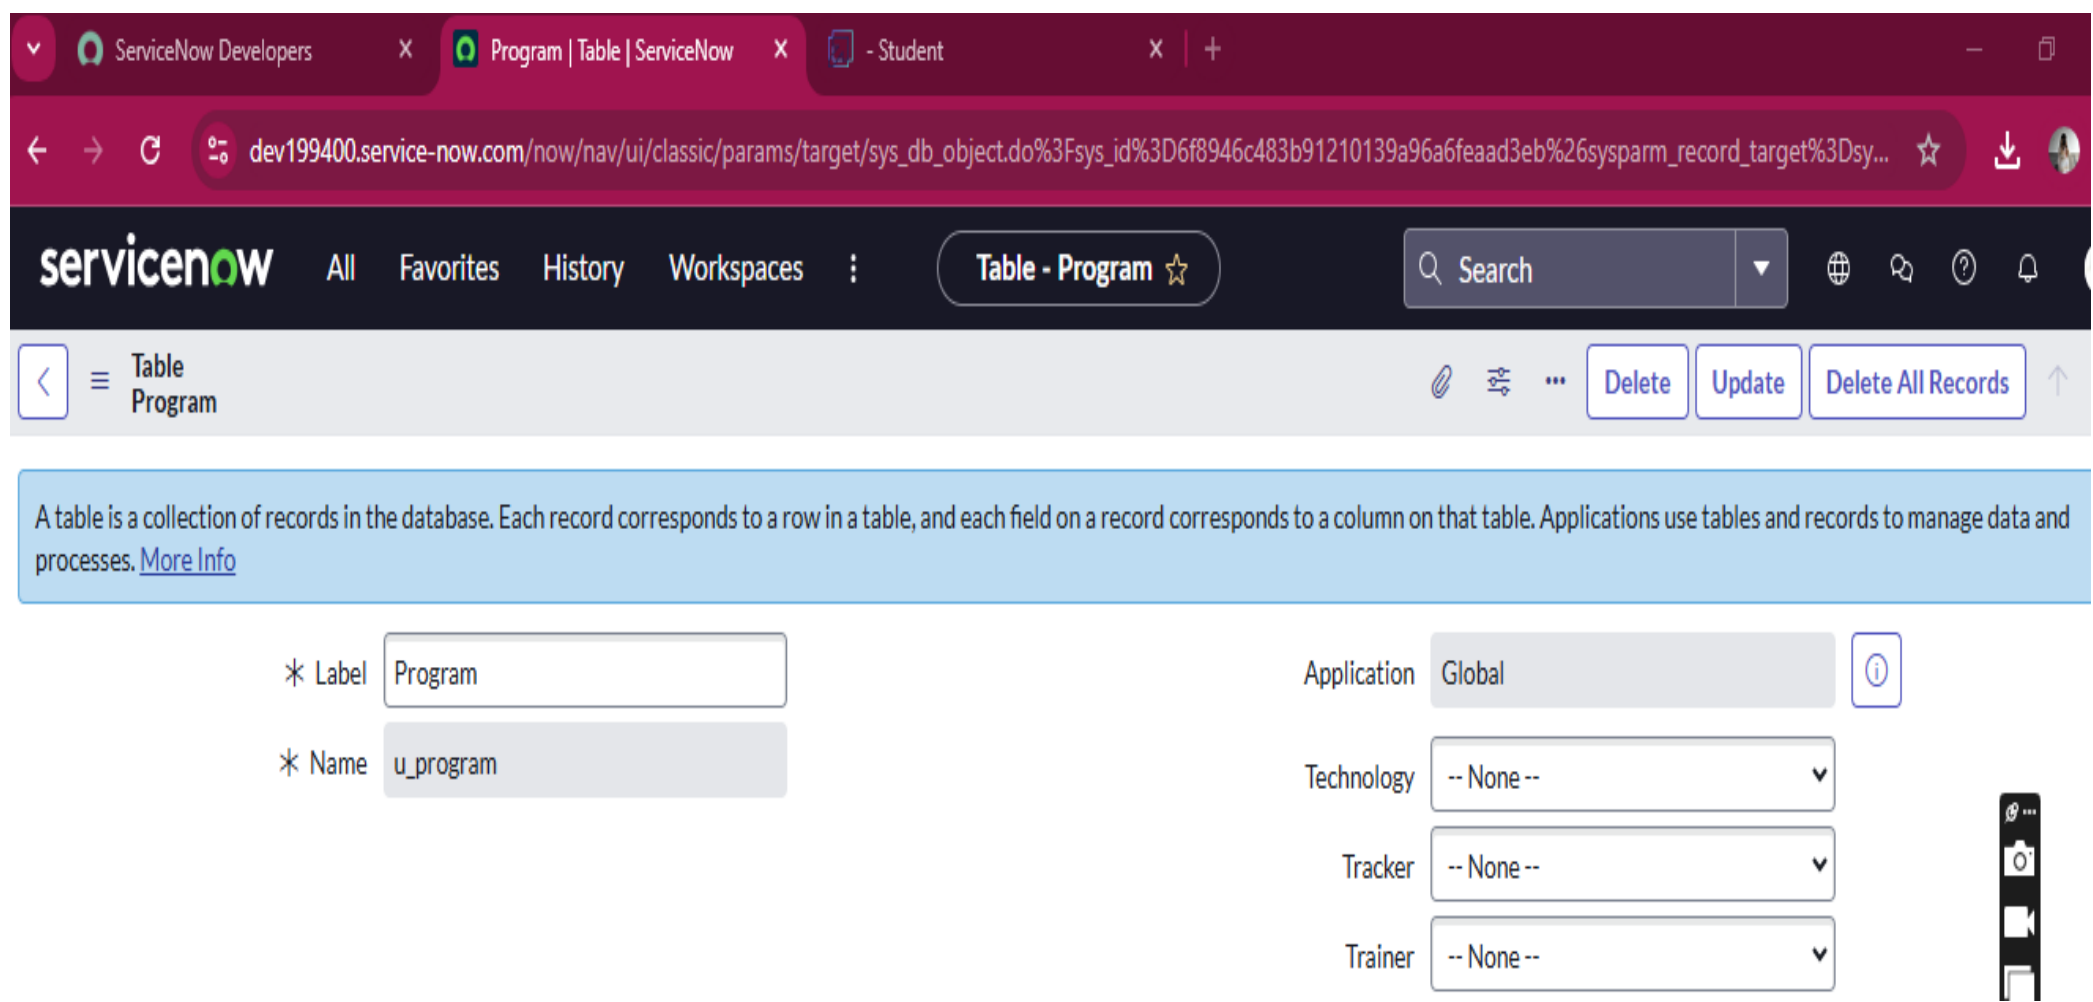 ServiceNow Developers
Program | Table | ServiceNow
- Student
dev199400.service-now.com/now/nav/ui/classic/params/target/sys_db_object.do%3Fsys_id%3D6f8946c483b91210139a96a6feaad3eb%26sysparm_record_target%3Dsy...
servicenow All Favorites History Workspaces Table - Program Search
Table
Program
Delete Update Delete All Records
A table is a collection of records in the database. Each record corresponds to a row in a table, and each field on a record corresponds to a column on that table. Applications use tables and records to manage data and
processes. More Info
* Label Program
Application Global
* Name u_program
Technology -- None --
Tracker -- None --
Trainer -- None --